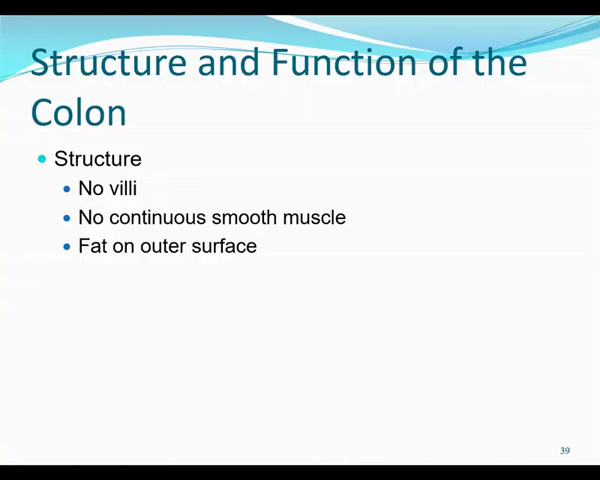 Structure and Function of the
Colon
Structure
No villi
No continuous smooth muscle
Fat on outer surface
39